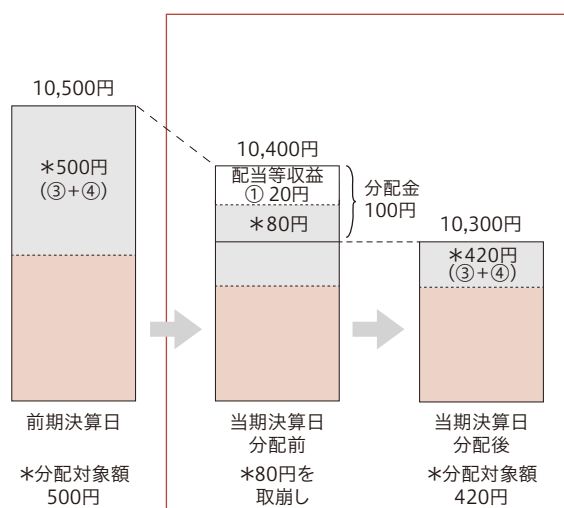 10,500円
＊500円
(③+④)
前期決算日
＊分配対象額
500円
10,400円
配当等収益
① 20円
＊80円
分配金
100円
当期決算日
分配前
＊80円を
取崩し
10,300円
＊420円
(③+④)
当期決算日
分配後
＊分配対象額
420円